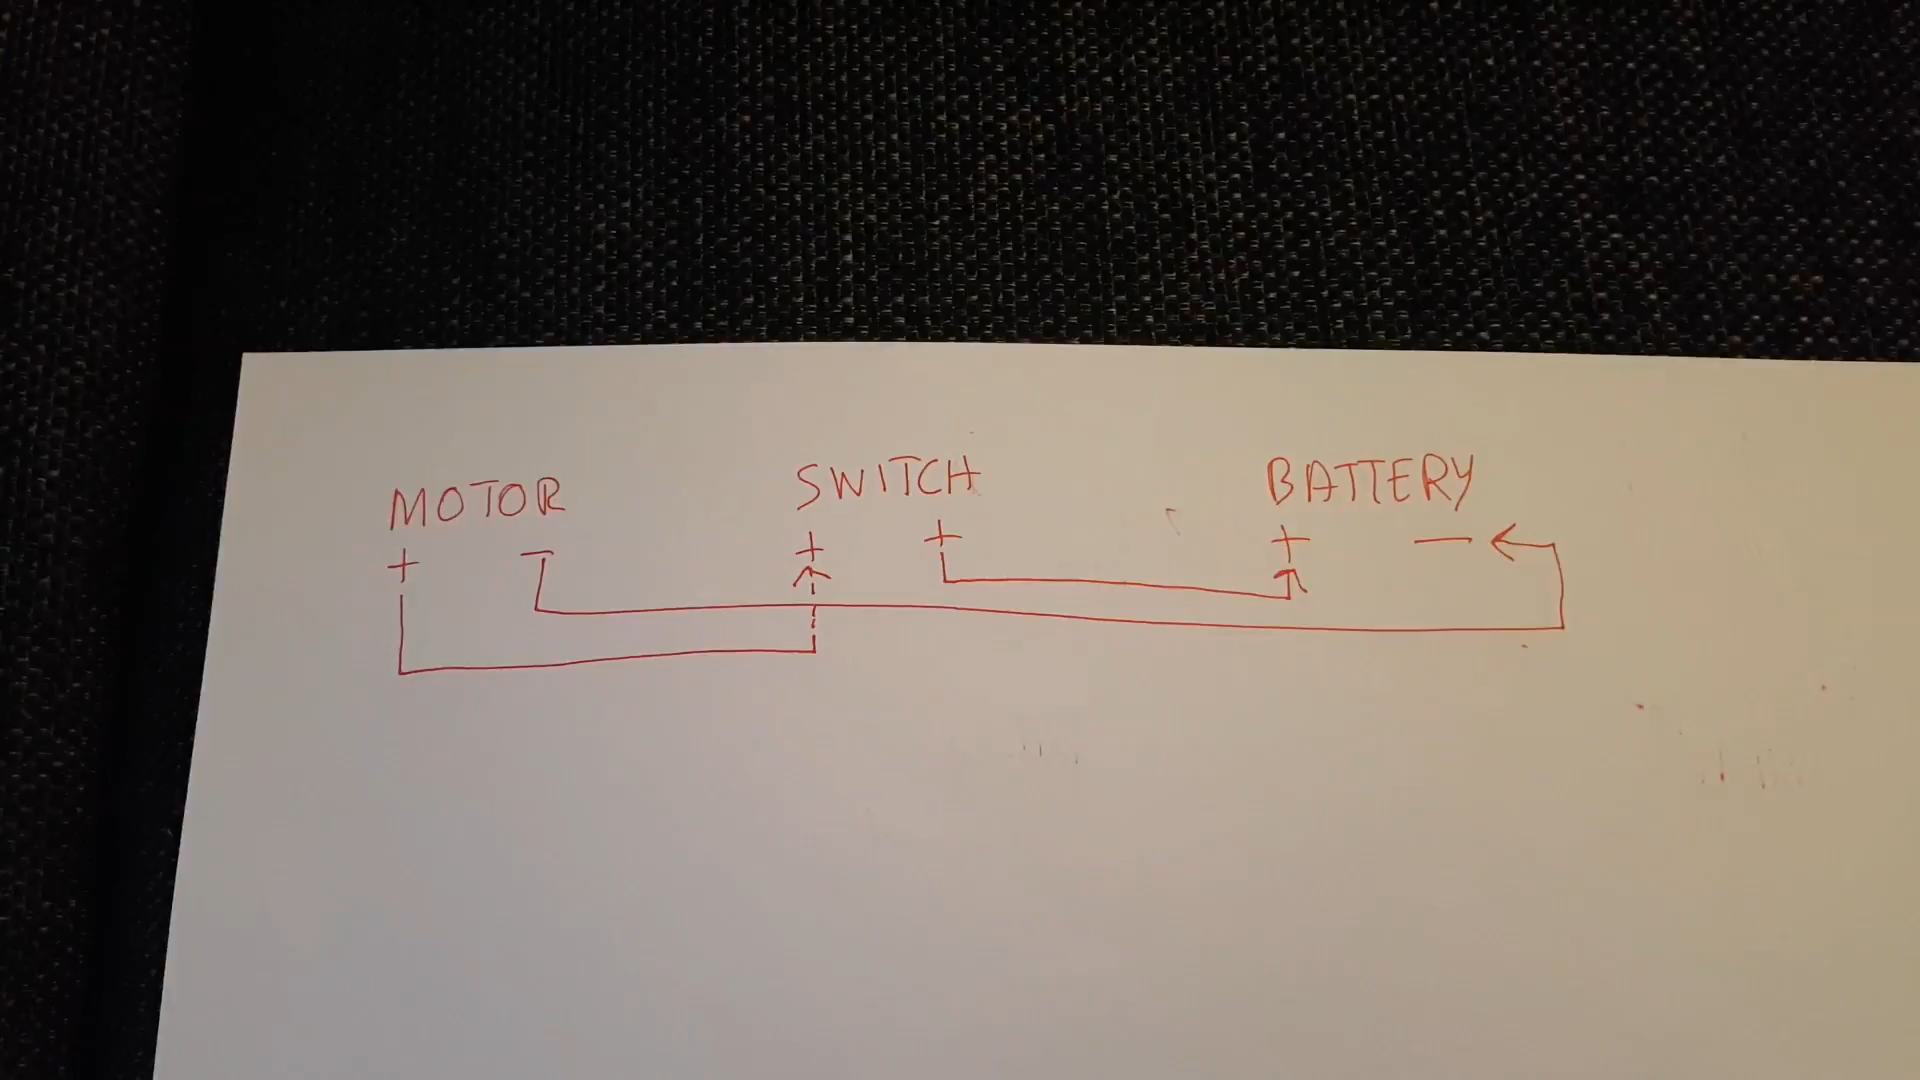 MOTOR SWITCH BATTERY
+ - + + + -